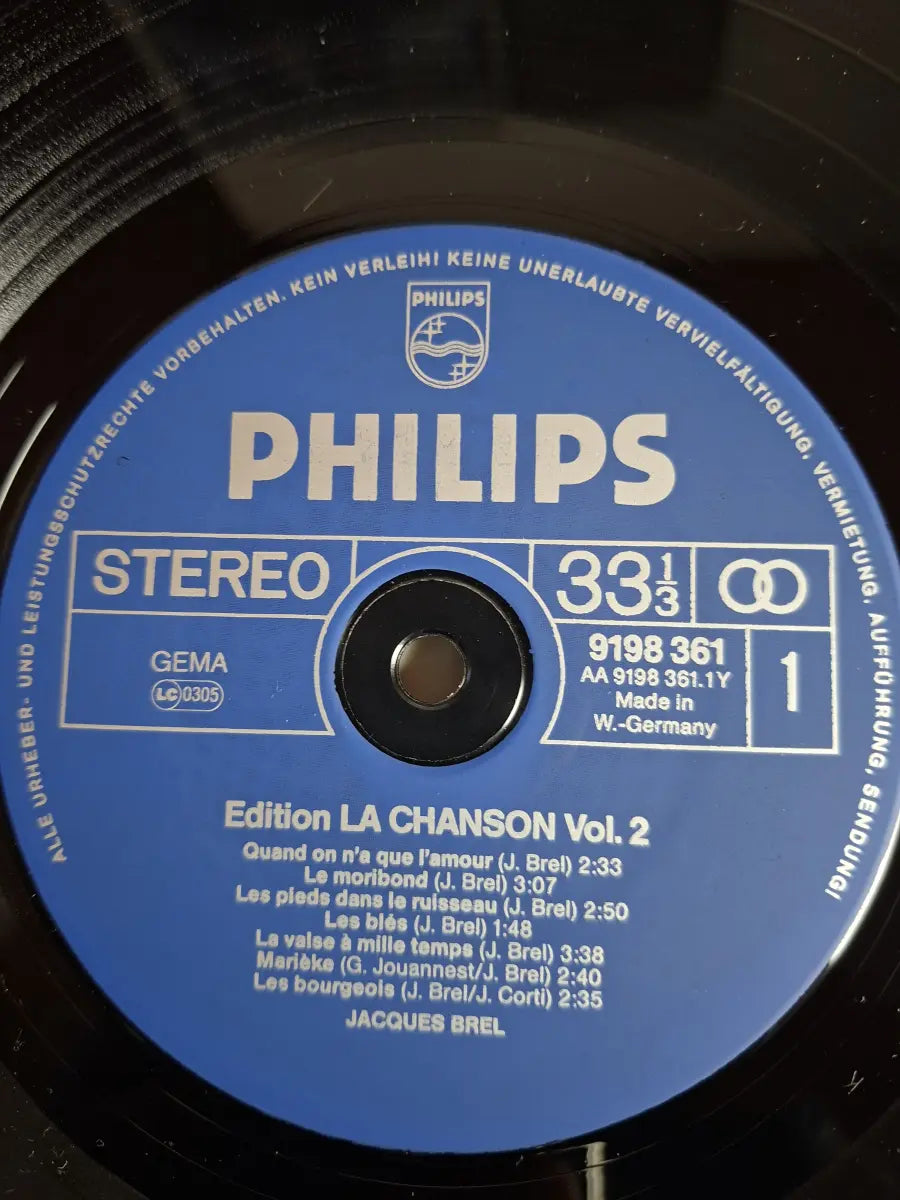 ALLE URHEBER- UND LEISTUNGSSCHUTZRECHTE VORBEHALTEN. KEIN VERLEIH! KEINE UNERLAUBTE VERVIELFÄLTIGUNG, VERMIETUNG, AUFFÜHRUNG, SENDUNG!
PHILIPS
PHILIPS
STEREO
33 1/3
GEMA
LC 0305
9198 361
AA 9198 361.1Y
Made in
W.-Germany
1
Edition LA CHANSON Vol. 2
Quand on n'a que l'amour (J. Brel) 2:33
Le moribond (J. Brel) 3:07
Les pieds dans le ruisseau (J. Brel) 2:50
Les blés (J. Brel) 1:48
La valse à mille temps (J. Brel) 3:38
Marièke (G. Jouannest/J. Brel) 2:40
Les bourgeois (J. Brel/J. Corti) 2:35
JACQUES BREL